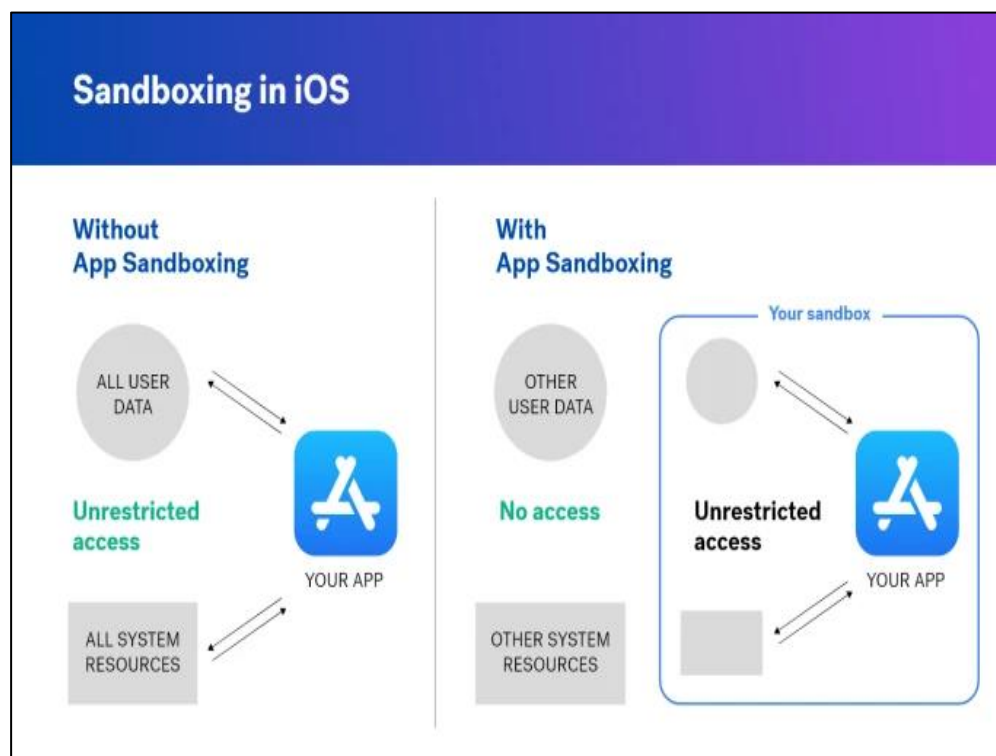 Sandboxing in iOS
Without
App Sandboxing
ALL USER
DATA
Unrestricted
access
YOUR APP
ALL SYSTEM
RESOURCES
With
App Sandboxing
Your sandbox
OTHER
USER DATA
No access
Unrestricted
access
YOUR APP
OTHER SYSTEM
RESOURCES